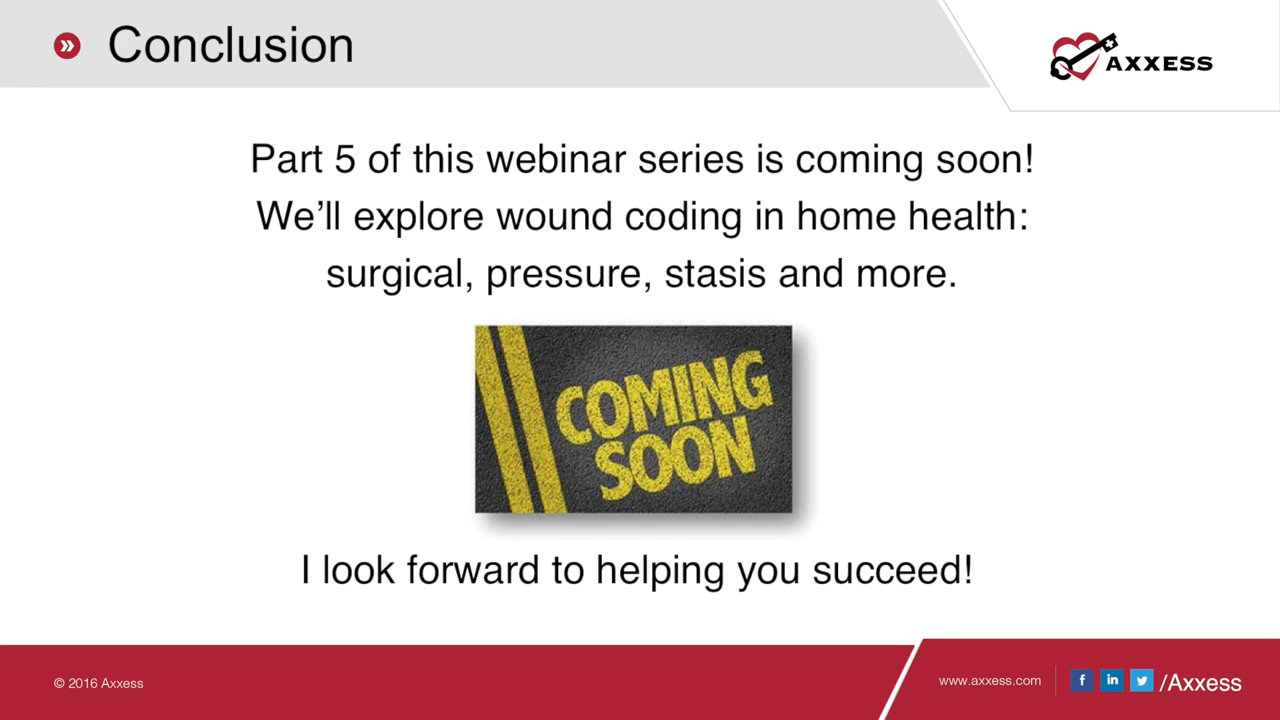 Conclusion
AXXESS
Part 5 of this webinar series is coming soon!
We’ll explore wound coding in home health:
surgical, pressure, stasis and more.
COMING
SOON
I look forward to helping you succeed!
© 2016 Axxess
www.axxess.com
f in /Axxess